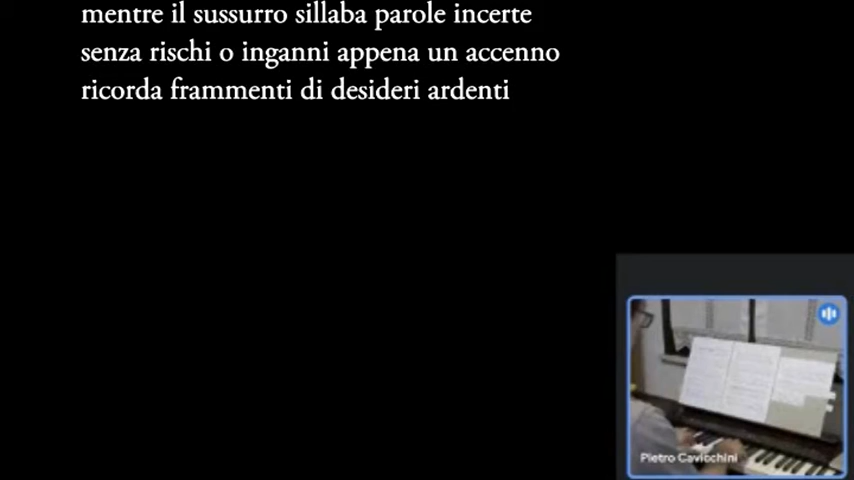 mentre il sussurro sillaba parole incerte
senza rischi o inganni appena un accenno
ricorda frammenti di desideri ardenti
Pietro Cavicchini